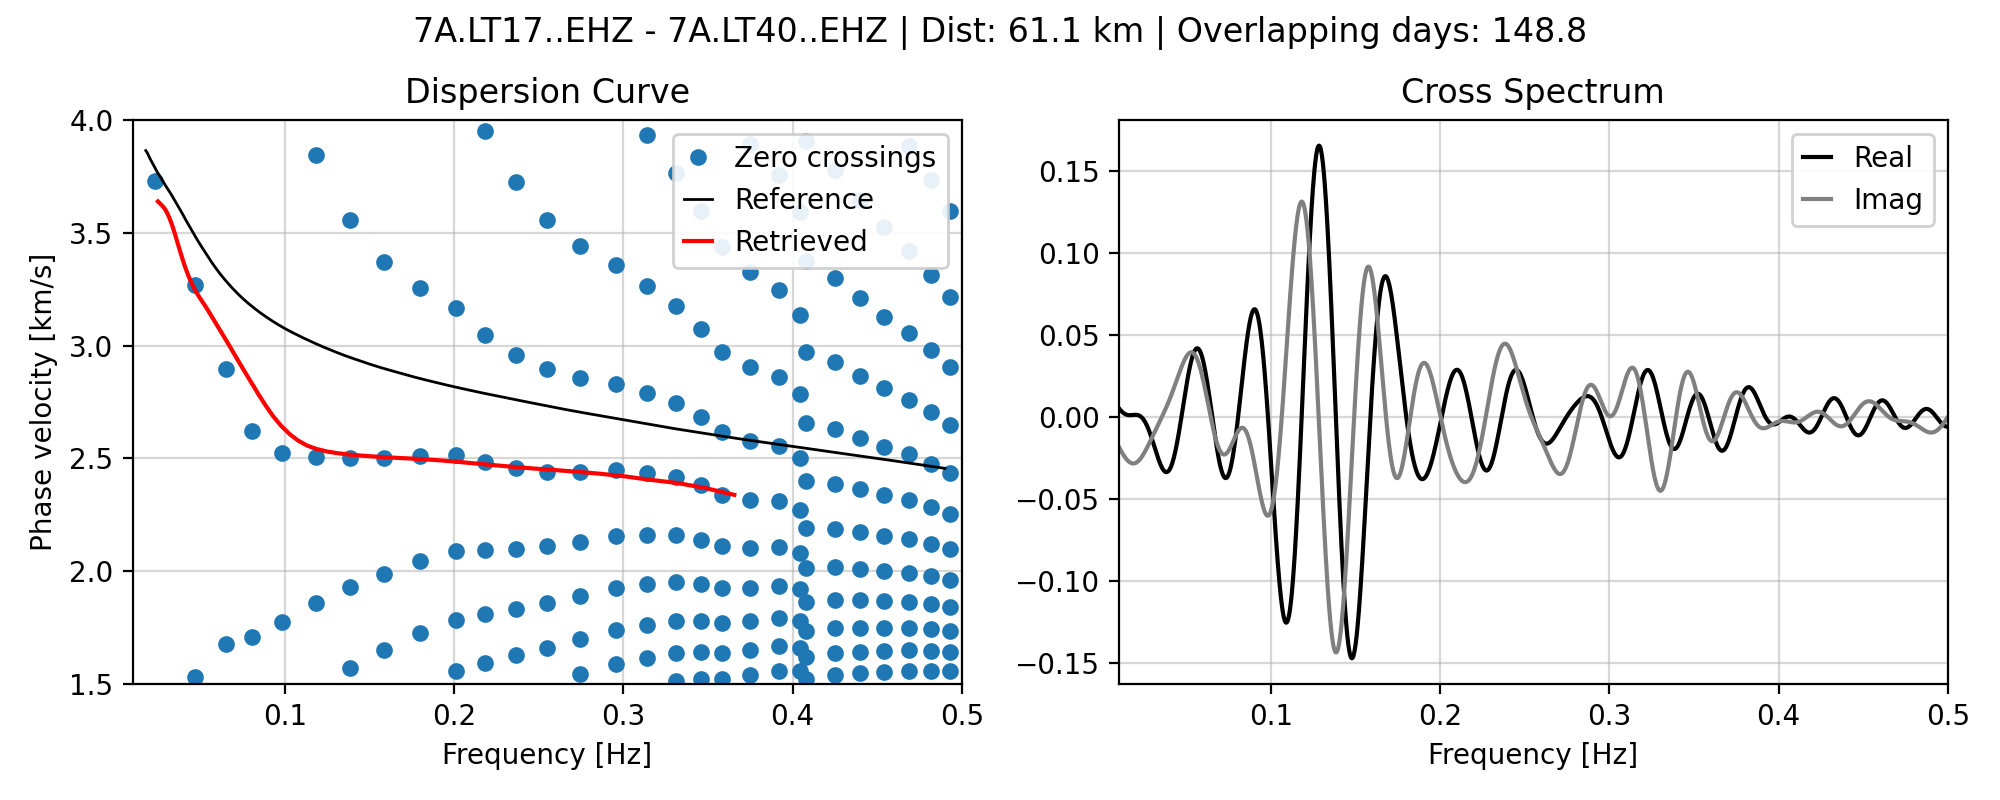 7A.LT17..EHZ - 7A.LT40..EHZ | Dist: 61.1 km | Overlapping days: 148.8
Dispersion Curve
4.0
3.5
3.0
2.5
2.0
1.5
Phase velocity [km/s]
0.1
0.2
0.3
0.4
0.5
Frequency [Hz]
Zero crossings
Reference
Retrieved
Cross Spectrum
0.15
0.10
0.05
0.00
−0.05
−0.10
−0.15
0.1
0.2
0.3
0.4
0.5
Frequency [Hz]
Real
Imag